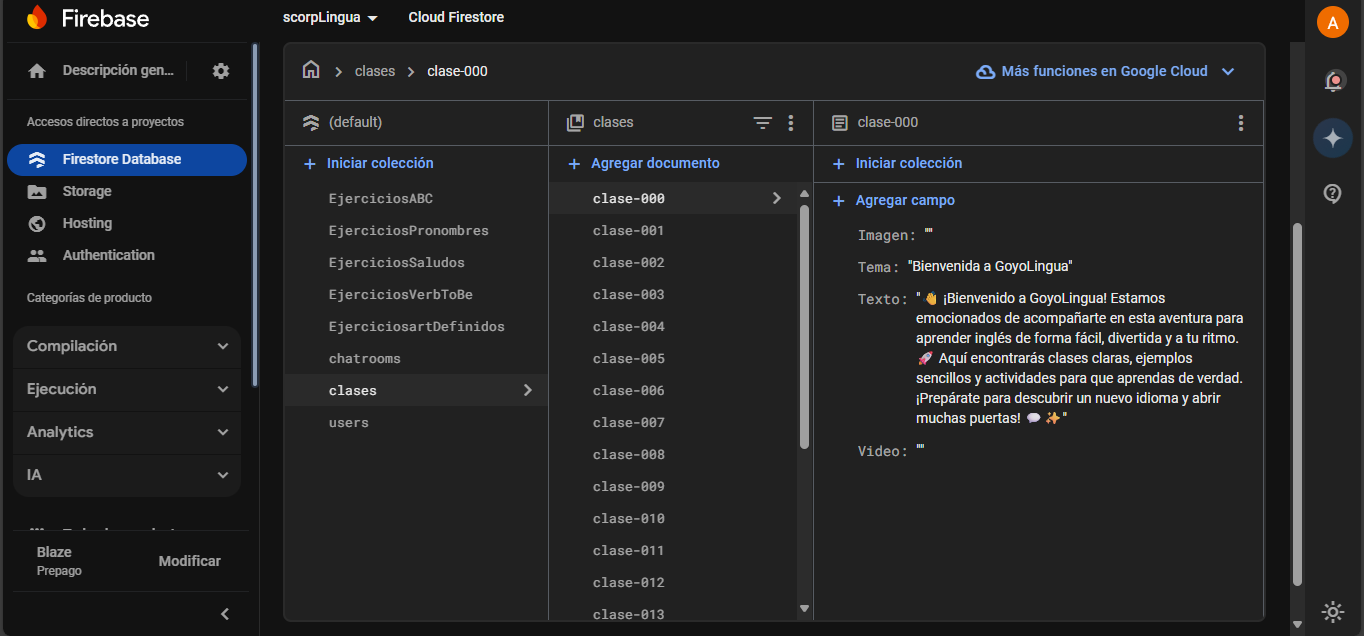 Firebase
scorpLingua
Cloud Firestore
A
Descripción gen...
Accesos directos a proyectos
Firestore Database
Storage
Hosting
Authentication
Categorías de producto
Compilación
Ejecución
Analytics
IA
Blaze
Prepago
Modificar
clases
clase-000
Más funciones en Google Cloud
(default)
Iniciar colección
EjerciciosABC
EjerciciosPronombres
EjerciciosSaludos
EjerciciosVerbToBe
EjerciciosartDefinidos
chatrooms
clases
users
clases
Agregar documento
clase-000
clase-001
clase-002
clase-003
clase-004
clase-005
clase-006
clase-007
clase-008
clase-009
clase-010
clase-011
clase-012
clase-013
clase-000
Iniciar colección
Agregar campo
Imagen: ""
Tema: "Bienvenida a GoyoLingua"
Texto: "👋 ¡Bienvenido a GoyoLingua! Estamos
emocionados de acompañarte en esta aventura para
aprender inglés de forma fácil, divertida y a tu ritmo.
🚀 Aquí encontrarás clases claras, ejemplos
sencillos y actividades para que aprendas de verdad.
¡Prepárate para descubrir un nuevo idioma y abrir
muchas puertas! 💬 ✨"
Video: ""